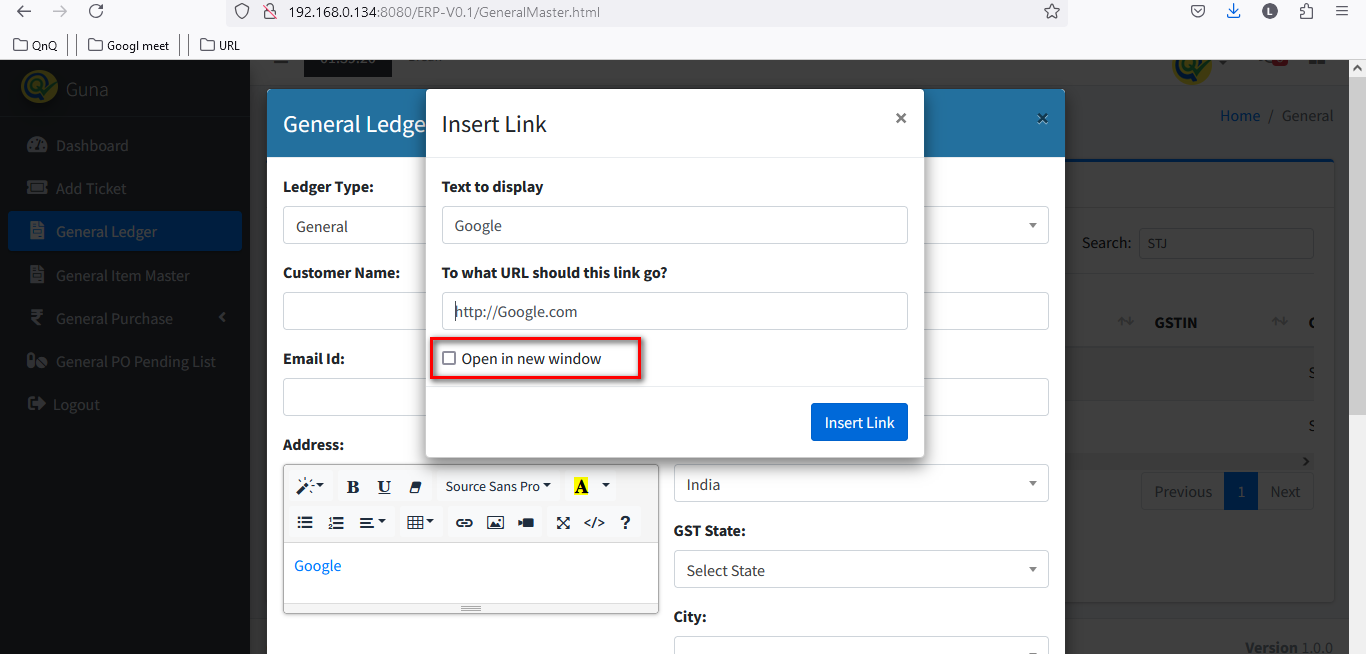 192.168.0.134:8080/ERP-V0.1/GeneralMaster.html
L
QnQ
Googl meet
URL
Guna
Dashboard
Add Ticket
General Ledger
General Item Master
General Purchase
General PO Pending List
Logout
Home / General
General Ledge
×
Insert Link
×
Text to display
Google
To what URL should this link go?
http://Google.com
Open in new window
Insert Link
Ledger Type:
General
Customer Name:
Email Id:
Address:
B U Source Sans Pro A
</> ?
Google
India
GST State:
Select State
City:
Search: STJ
GSTIN
Previous 1 Next
Version 1.0.0